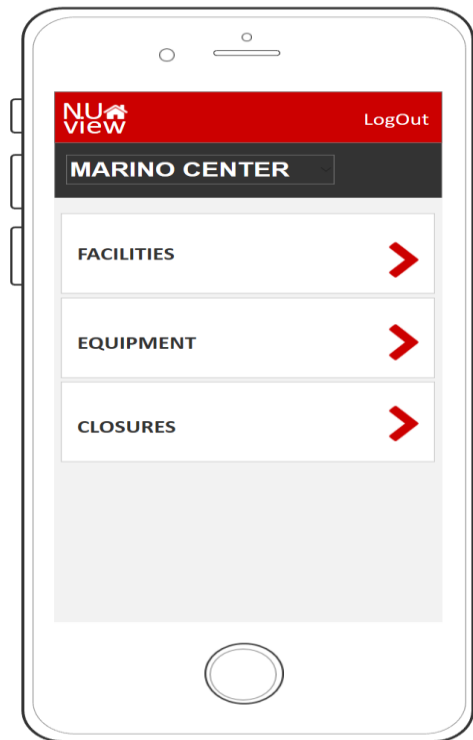 NU
view
LogOut
MARINO CENTER
FACILITIES
EQUIPMENT
CLOSURES